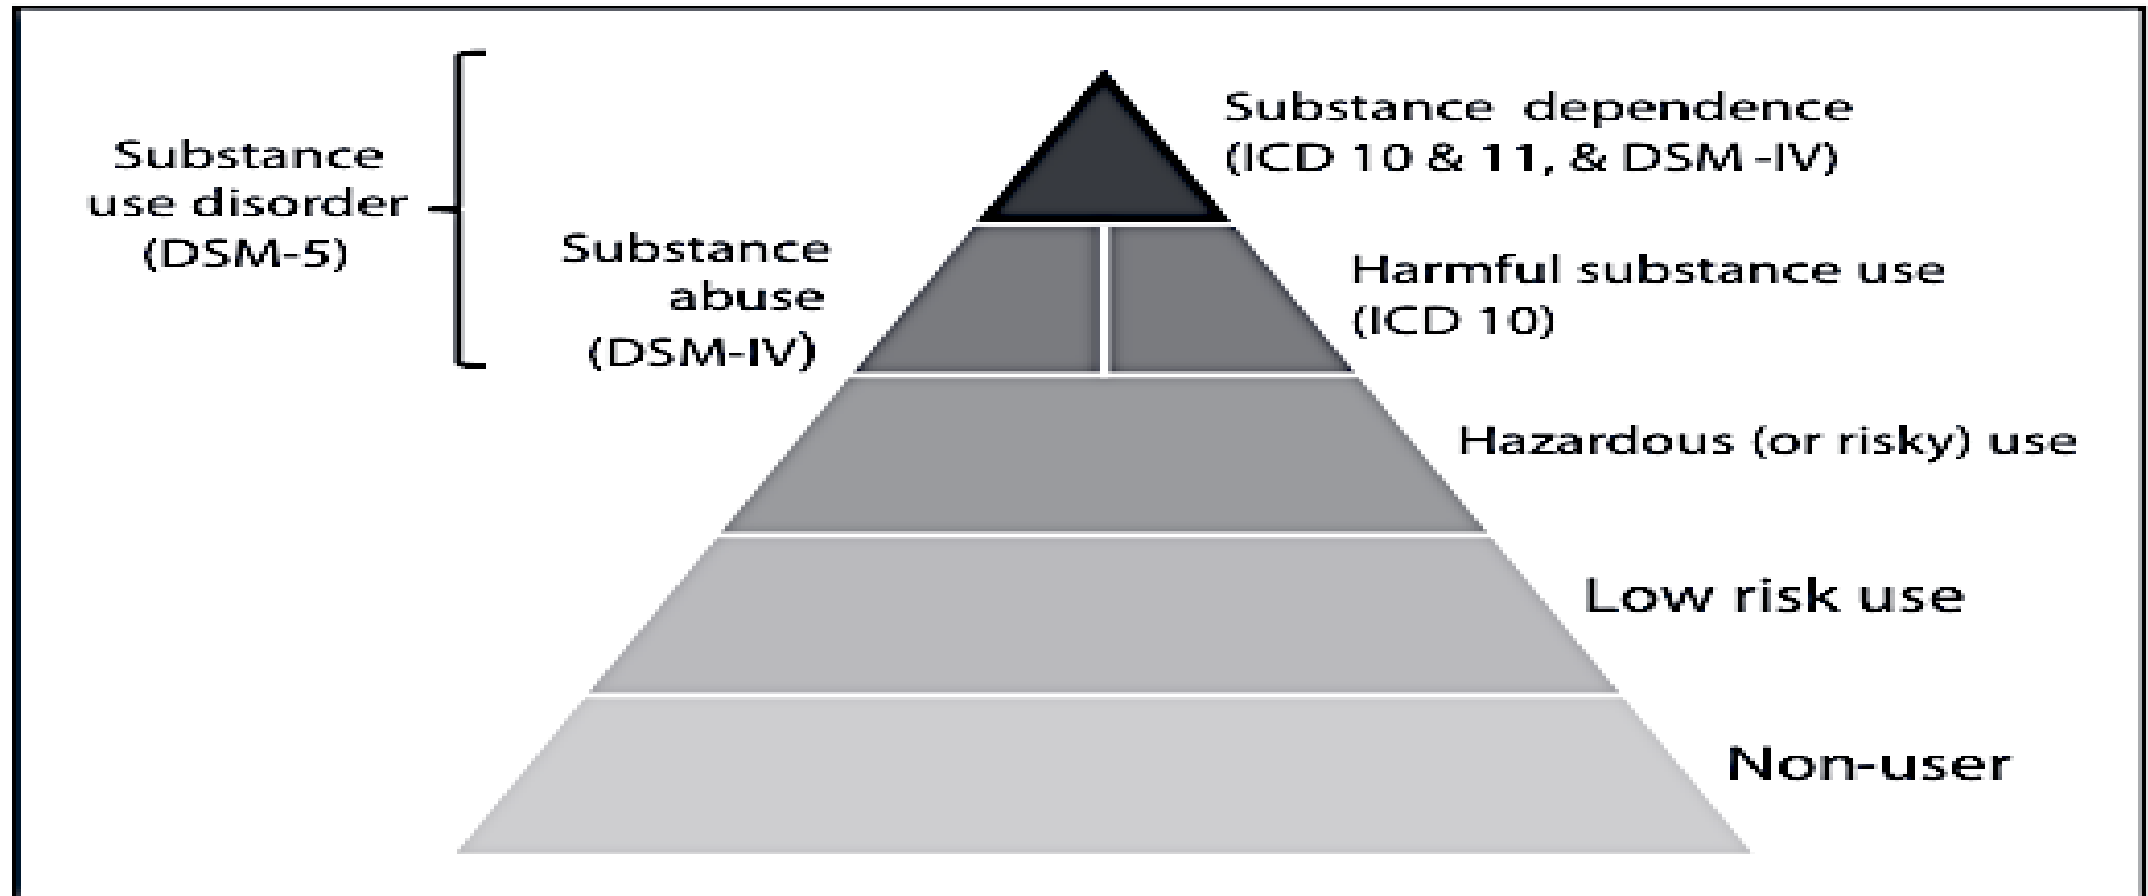 Substance
use disorder
(DSM-5)
Substance
abuse
(DSM-IV)
Substance dependence
(ICD 10 & 11, & DSM -IV)
Harmful substance use
(ICD 10)
Hazardous (or risky) use
Low risk use
Non-user